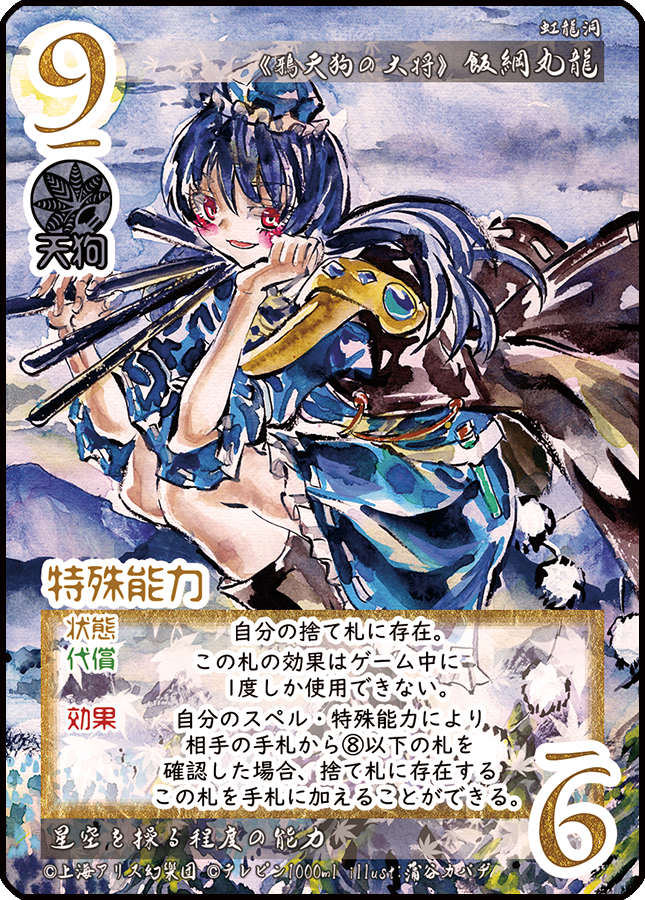 虹龍洞
《鴉天狗の大将》 飯綱丸龍
9
天狗
特殊能力
状態 自分の捨て札に存在。
代償 この札の効果はゲーム中に
1度しか使用できない。
効果 自分のスペル・特殊能力により
相手の手札から⑧以下の札を
確認した場合、捨て札に存在する
この札を手札に加えることができる。
9
星空を操る程度の能力
©上海アリス幻樂団 ©テレピン1000ml illust:蒲谷カバヂ